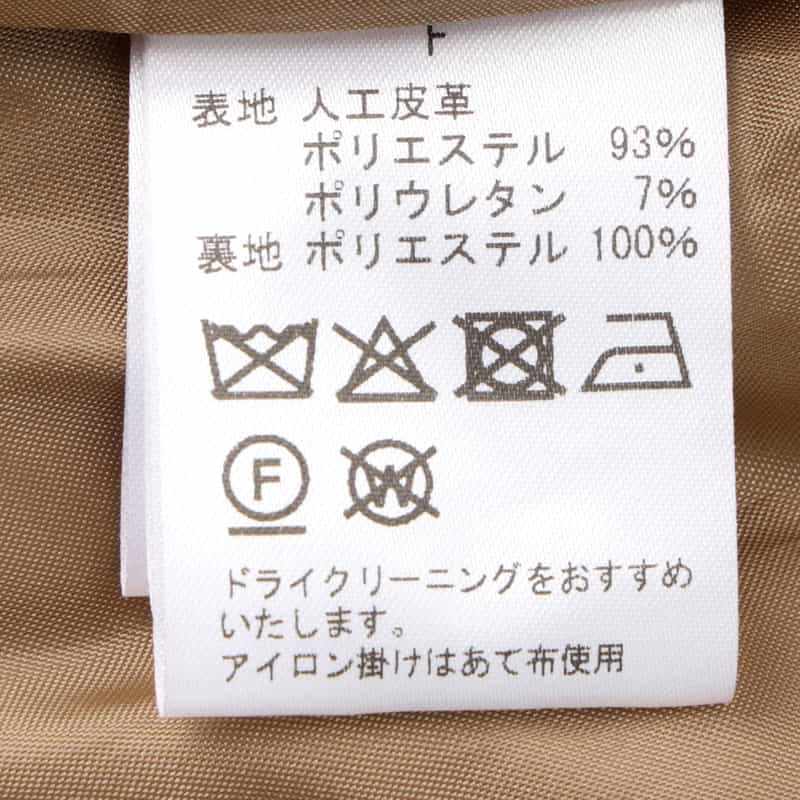 表地 人工皮革
ポリエステル 93%
ポリウレタン 7%
裏地 ポリエステル 100%
F W
ドライクリーニングをおすすめ
いたします。
アイロン掛けはあて布使用